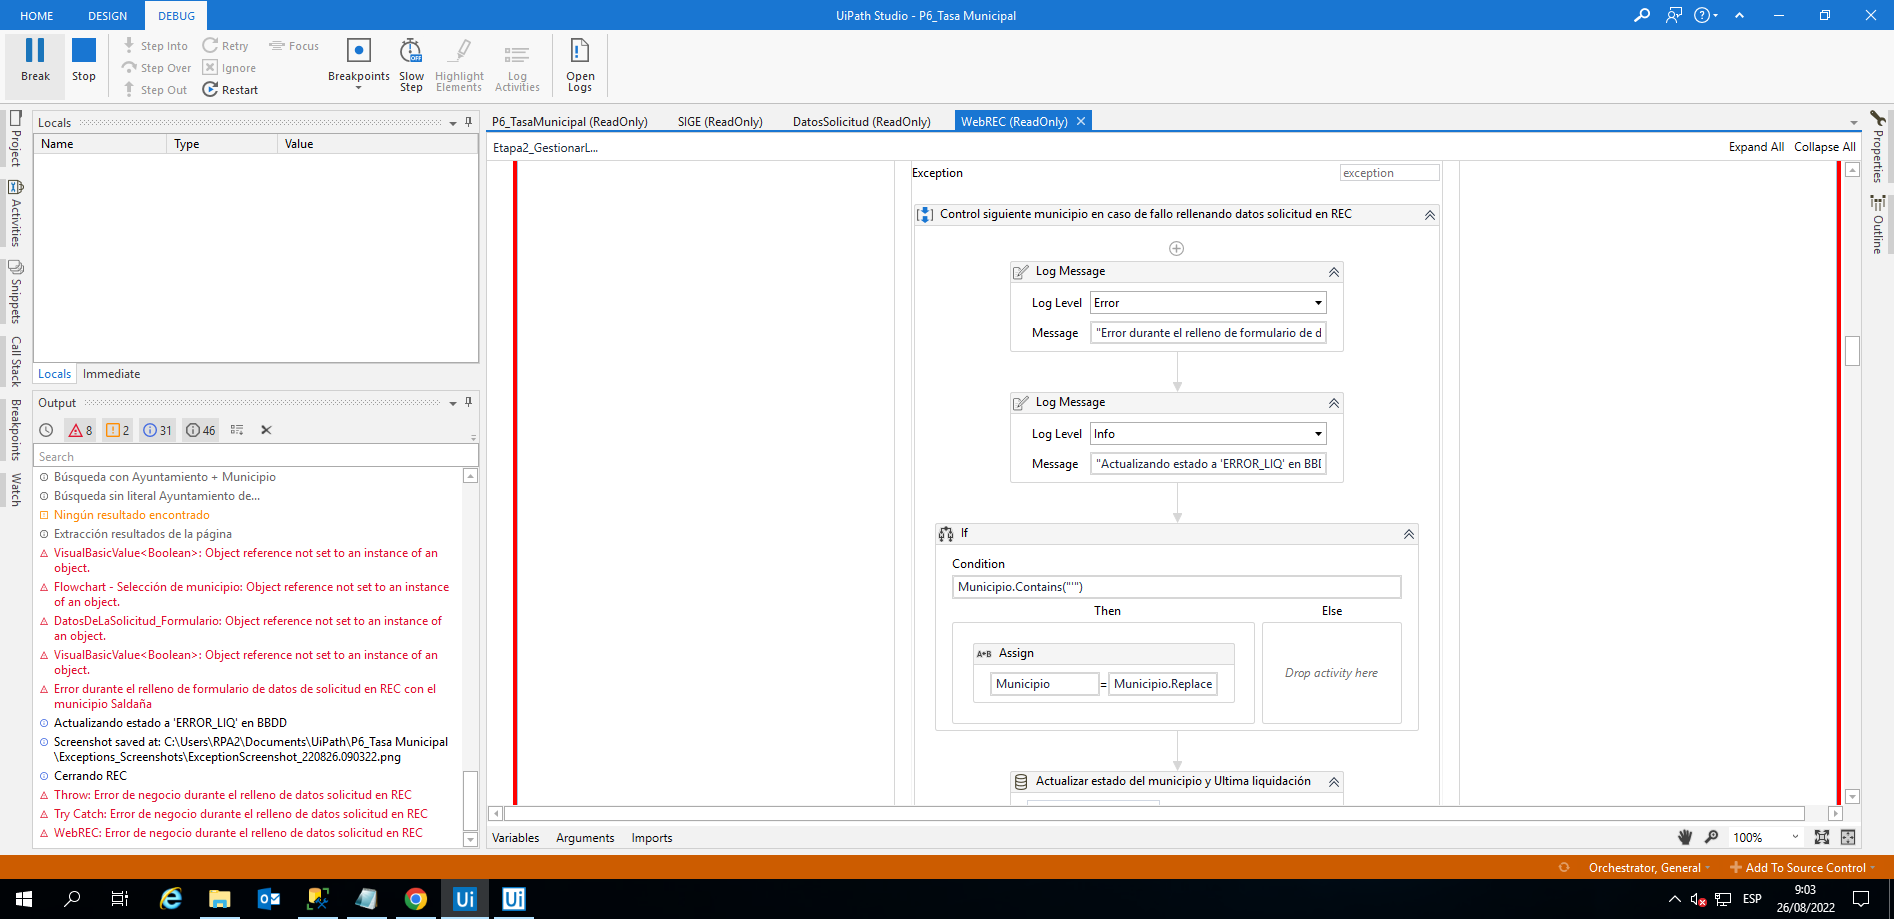 HOME DESIGN DEBUG
UiPath Studio - P6_Tasa Municipal
Break
Stop
Step Into
Step Over
Step Out
Retry
Ignore
Restart
Focus
Breakpoints
Slow
Step
Highlight
Elements
Log
Activities
Open
Logs
Project
Activities
Snippets
Call Stack
Breakpoints
Watch
Locals
Name Type Value
Locals Immediate
Output
8 2 31 46
Search
Búsqueda con Ayuntamiento + Municipio
Búsqueda sin literal Ayuntamiento de...
Ningún resultado encontrado
Extracción resultados de la página
VisualBasicValue<Boolean>: Object reference not set to an instance of an
object.
Flowchart - Selección de municipio: Object reference not set to an instance
of an object.
DatosDeLaSolicitud_Formulario: Object reference not set to an instance of
an object.
VisualBasicValue<Boolean>: Object reference not set to an instance of an
object.
Error durante el relleno de formulario de datos de solicitud en REC con el
municipio Saldaña
Actualizando estado a 'ERROR_LIQ' en BBDD
Screenshot saved at: C:\Users\RPA2\Documents\UiPath\P6_Tasa Municipal
\Exceptions_Screenshots\ExceptionScreenshot_220826.090322.png
Cerrando REC
Throw: Error de negocio durante el relleno de datos solicitud en REC
Try Catch: Error de negocio durante el relleno de datos solicitud en REC
WebREC: Error de negocio durante el relleno de datos solicitud en REC
P6_TasaMunicipal (ReadOnly) SIGE (ReadOnly) DatosSolicitud (ReadOnly) WebREC (ReadOnly)
Etapa2_GestionarL...
Expand All Collapse All
Exception exception
Control siguiente municipio en caso de fallo rellenando datos solicitud en REC
Log Message
Log Level Error
Message "Error durante el relleno de formulario de d
Log Message
Log Level Info
Message "Actualizando estado a 'ERROR_LIQ' en BBI
If
Condition
Municipio.Contains("'")
Then Else
A+B Assign
Municipio = Municipio.Replace
Drop activity here
Actualizar estado del municipio y Ultima liquidación
Variables Arguments Imports
100%
Properties
Outline
Orchestrator, General
Add To Source Control
Ui Ui
ESP
9:03
26/08/2022